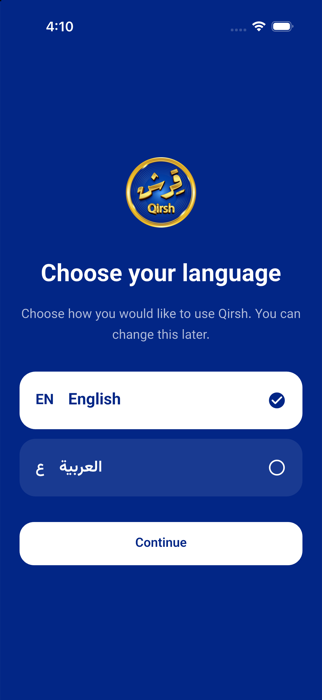 4:10
قرش
Qirsh
Choose your language
Choose how you would like to use Qirsh. You can
change this later.
EN English
ع العربية
Continue